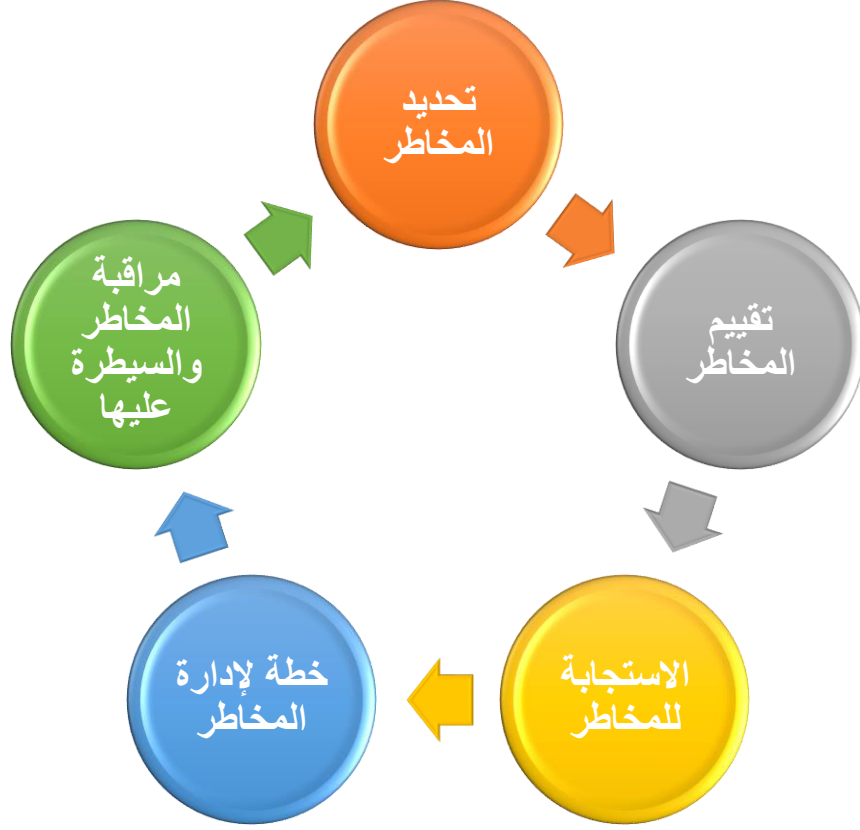 تحديد
المخاطر
تقييم
المخاطر
الاستجابة
للمخاطر
خطة لإدارة
المخاطر
مراقبة
المخاطر
والسيطرة
عليها